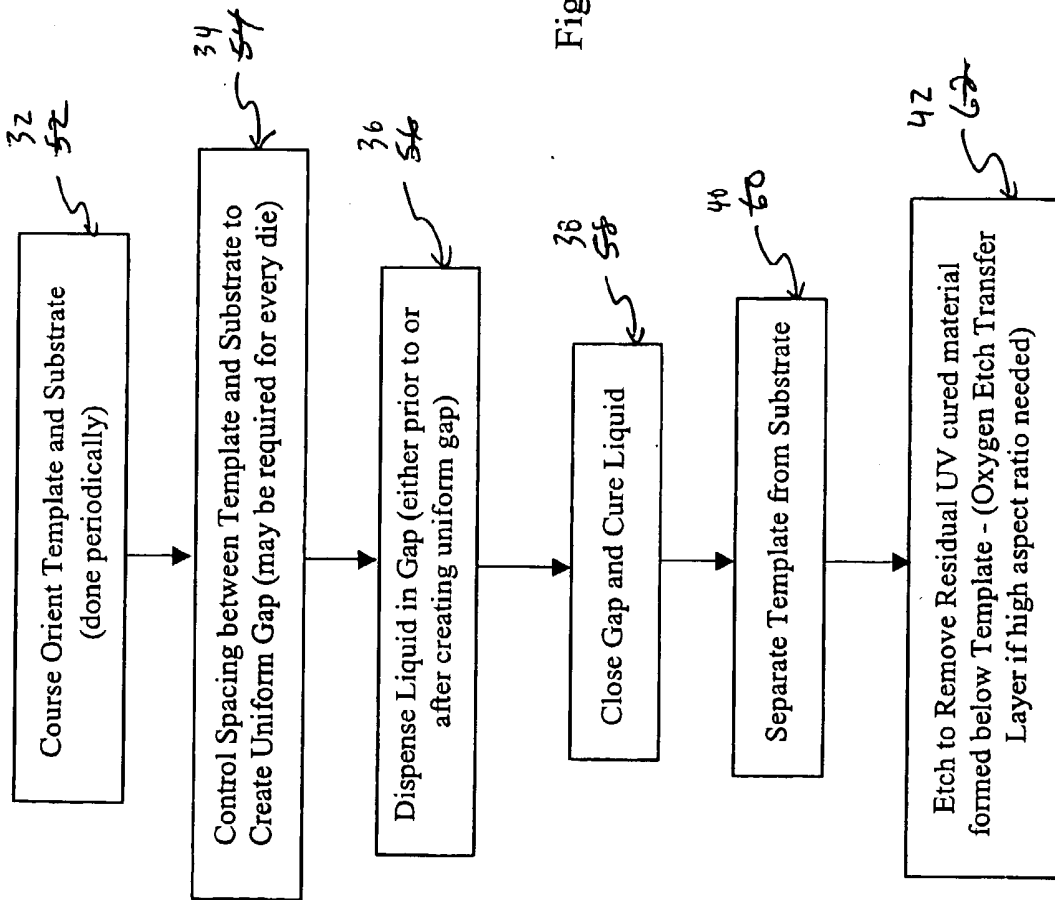 32
52
Course Orient Template and Substrate
(done periodically)
34
54
Control Spacing between Template and Substrate to
Create Uniform Gap (may be required for every die)
36
56
Dispense Liquid in Gap (either prior to or
after creating uniform gap)
38
58
Close Gap and Cure Liquid
40
60
Separate Template from Substrate
42
62
Etch to Remove Residual UV cured material
formed below Template - (Oxygen Etch Transfer
Layer if high aspect ratio needed)
Fig